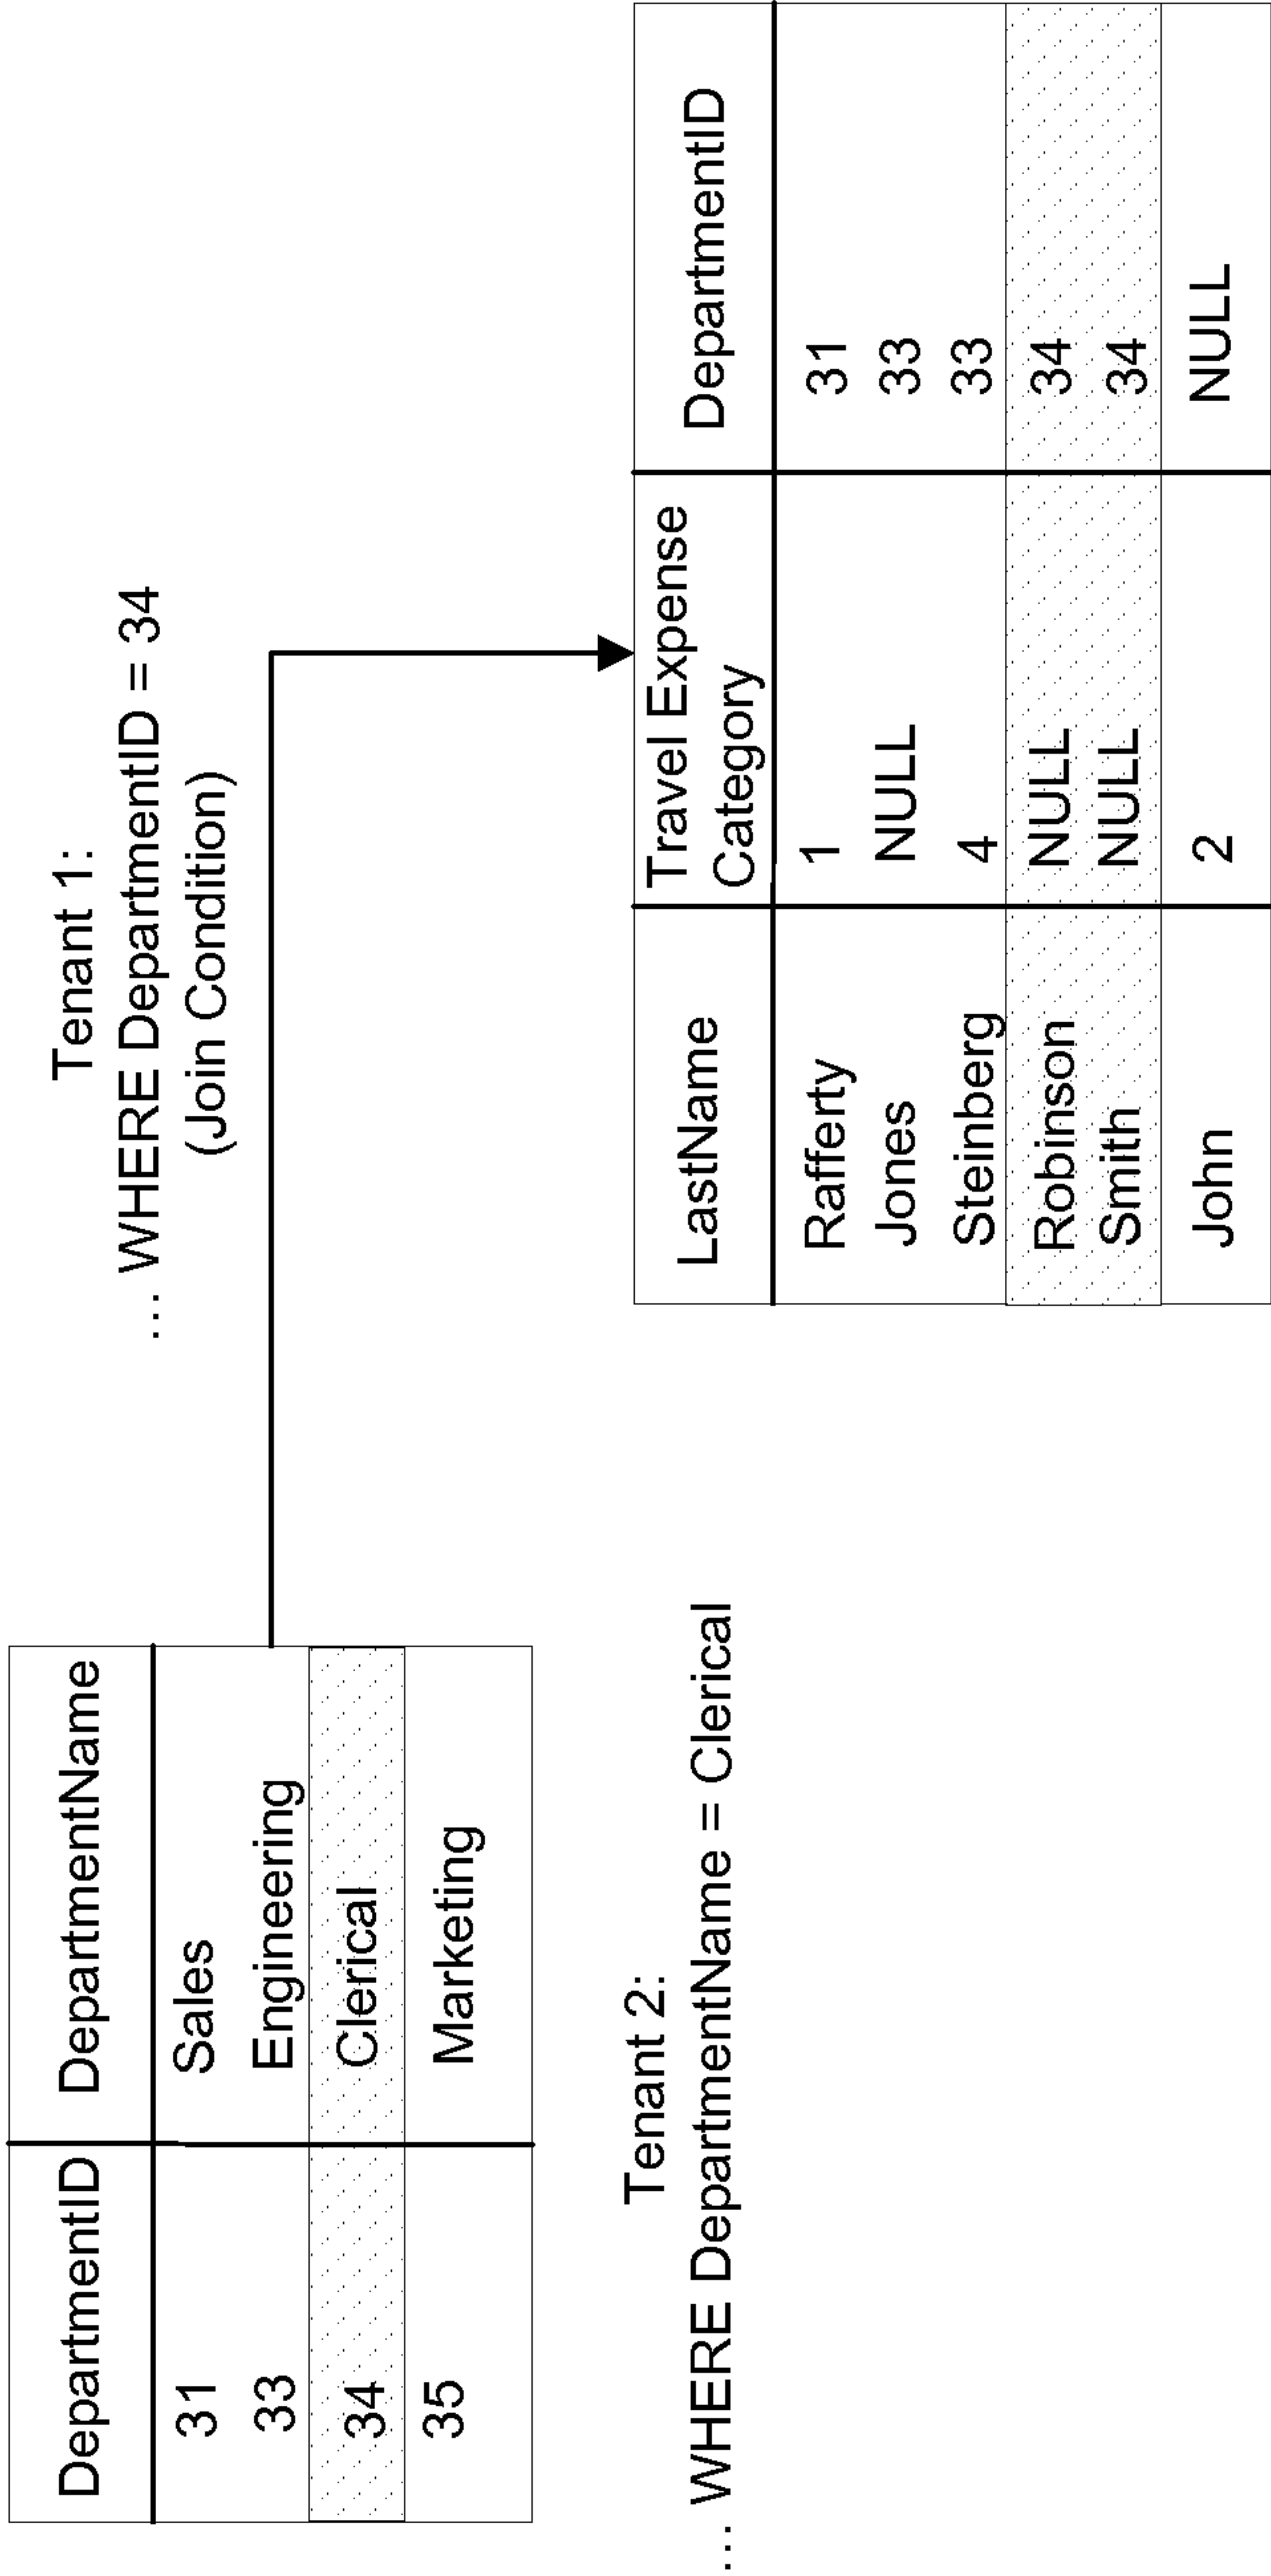 Tenant 1:
... WHERE DepartmentID = 34
(Join Condition)
DepartmentID DepartmentName
31 Sales
33 Engineering
34 Clerical
35 Marketing
Tenant 2:
.... WHERE DepartmentName = Clerical
LastName Travel Expense Category DepartmentID
Rafferty 1 31
Jones NULL 33
Steinberg 4 33
Robinson NULL 34
Smith NULL 34
John 2 NULL